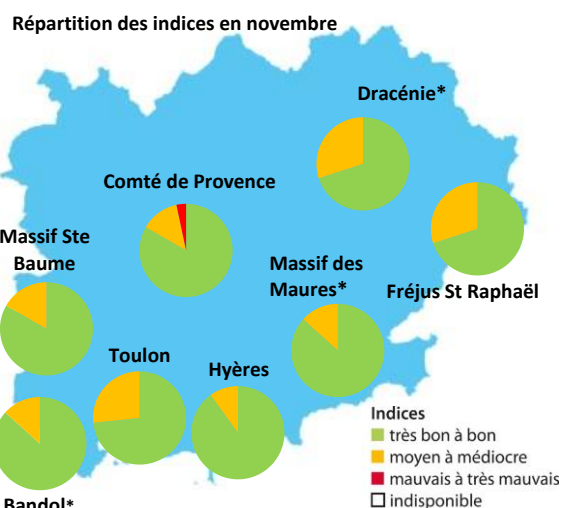 Répartition des indices en novembre
Dracénie*
Comté de Provence
Massif Ste
Baume
Massif des
Maures*
Fréjus St Raphaël
Toulon
Hyères
Indices
très bon à bon
moyen à médiocre
mauvais à très mauvais
indisponible
Bandol*